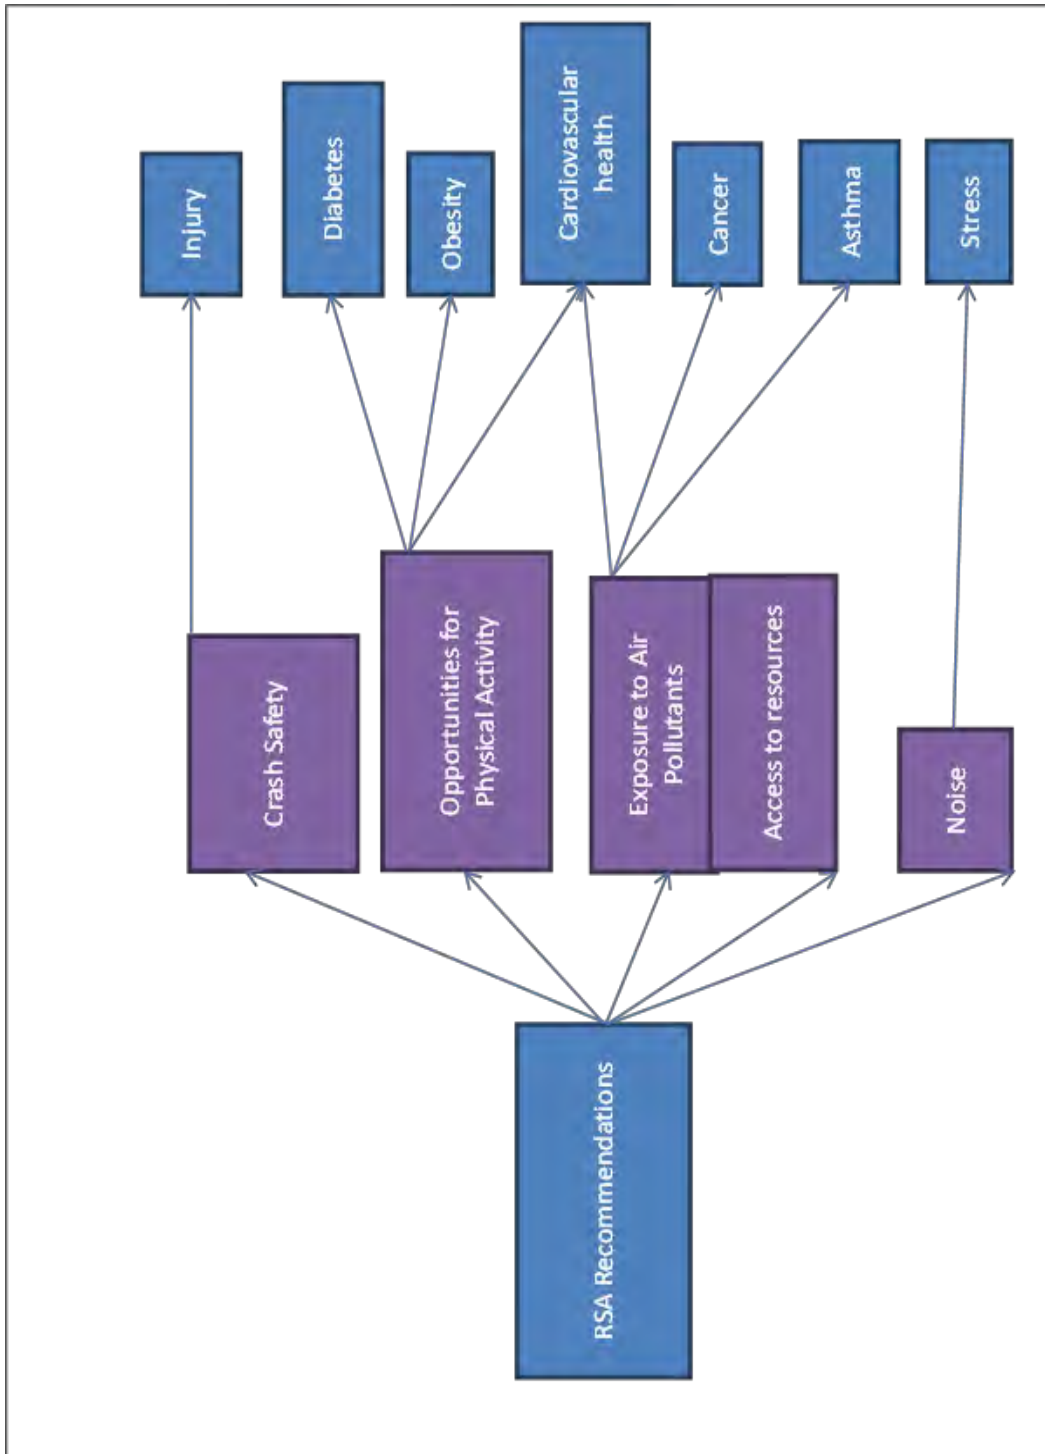 RSA Recommendations
Crash Safety
Opportunities for
Physical Activity
Exposure to Air
Pollutants
Access to resources
Noise
Injury
Diabetes
Obesity
Cardiovascular
health
Cancer
Asthma
Stress